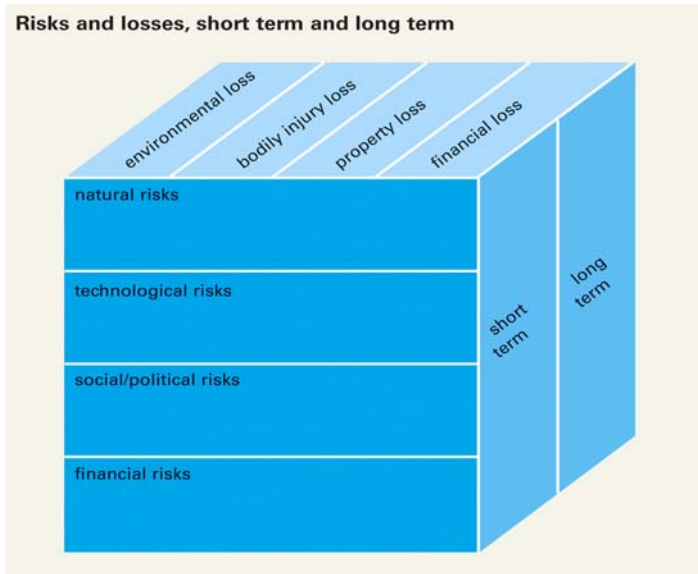 Risks and losses, short term and long term
environmental loss
bodily injury loss
property loss
financial loss
natural risks
technological risks
social/political risks
financial risks
short
term
long
term